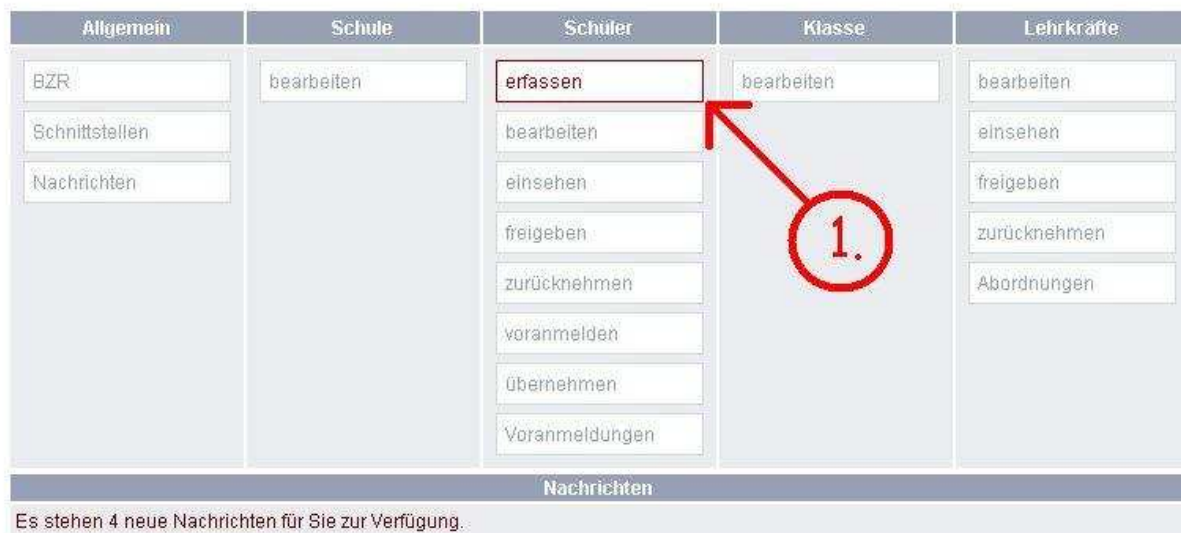 Allgemein
Schule
Schüler
Klasse
Lehrkräfte
BZR
Schnittstellen
Nachrichten
bearbeiten
erfassen
bearbeiten
einsehen
freigeben
zurücknehmen
voranmelden
übernehmen
Voranmeldungen
bearbeiten
bearbeiten
einsehen
freigeben
zurücknehmen
Abordnungen
1.
Nachrichten
Es stehen 4 neue Nachrichten für Sie zur Verfügung.